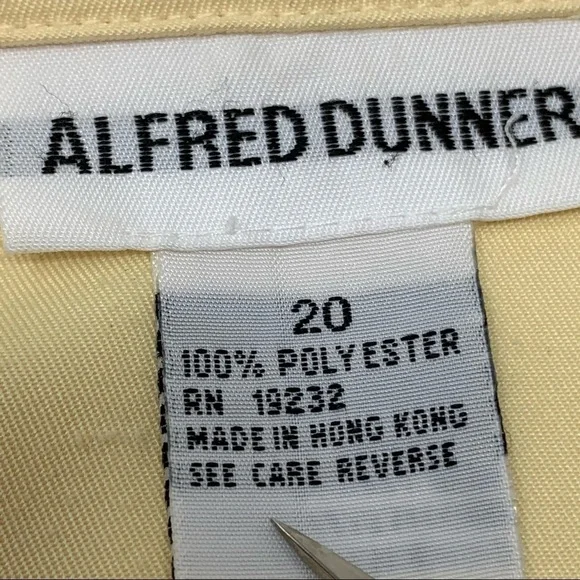 ALFRED DUNNER
20
100% POLYESTER
RN 19232
MADE IN HONG KONG
SEE CARE REVERSE